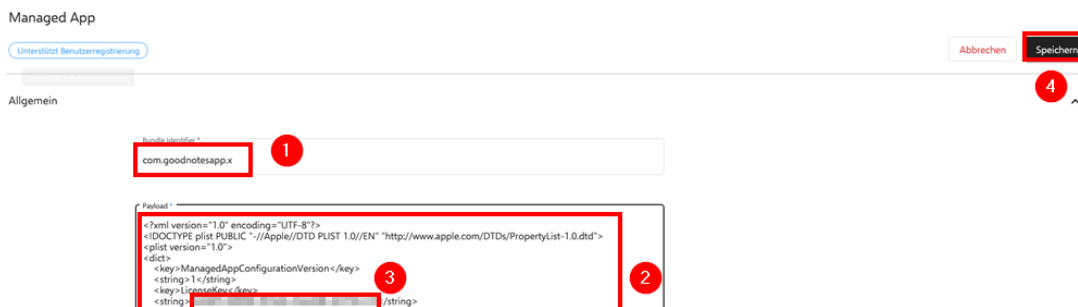 Managed App
Unterstützt Benutzerregistrierung
Abbrechen
Speichern
4
Allgemein
Bundle Identifier *
com.goodnotesapp.x
1
Payload *
<?xml version="1.0" encoding="UTF-8"?>
<!DOCTYPE plist PUBLIC "-//Apple//DTD PLIST 1.0//EN" "http://www.apple.com/DTDs/PropertyList-1.0.dtd">
<plist version="1.0">
<dict>
<key>ManagedAppConfigurationVersion</key>
<string>1</string>
3
2
<key>LicenseKey</key>
<string></string>